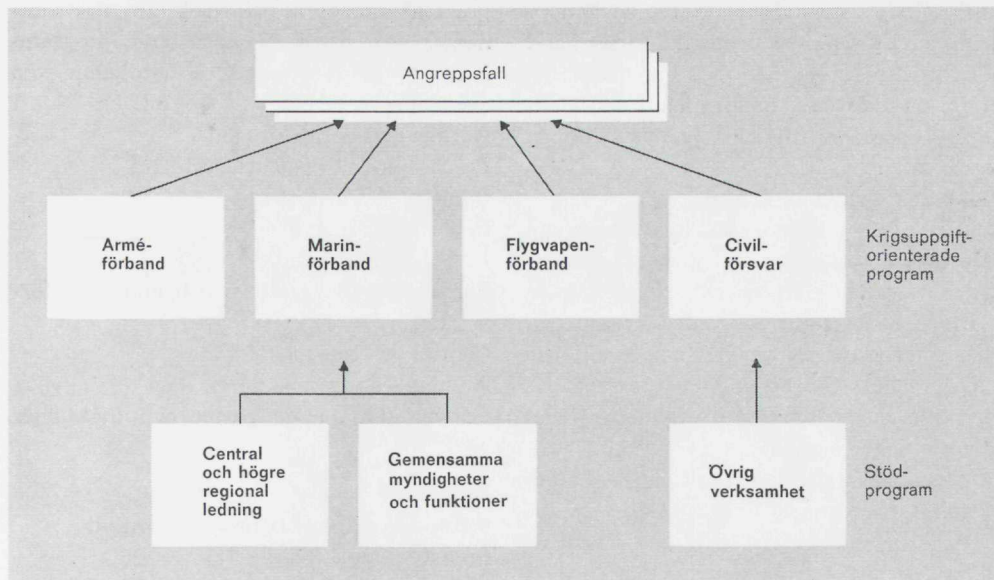 Angreppsfall
Armé-
förband
Marin-
förband
Flygvapen-
förband
Civil-
försvar
Krigsuppgift-
orienterade
program
Central
och högre
regional
ledning
Gemensamma
myndigheter
och funktioner
Övrig
verksamhet
Stöd-
program